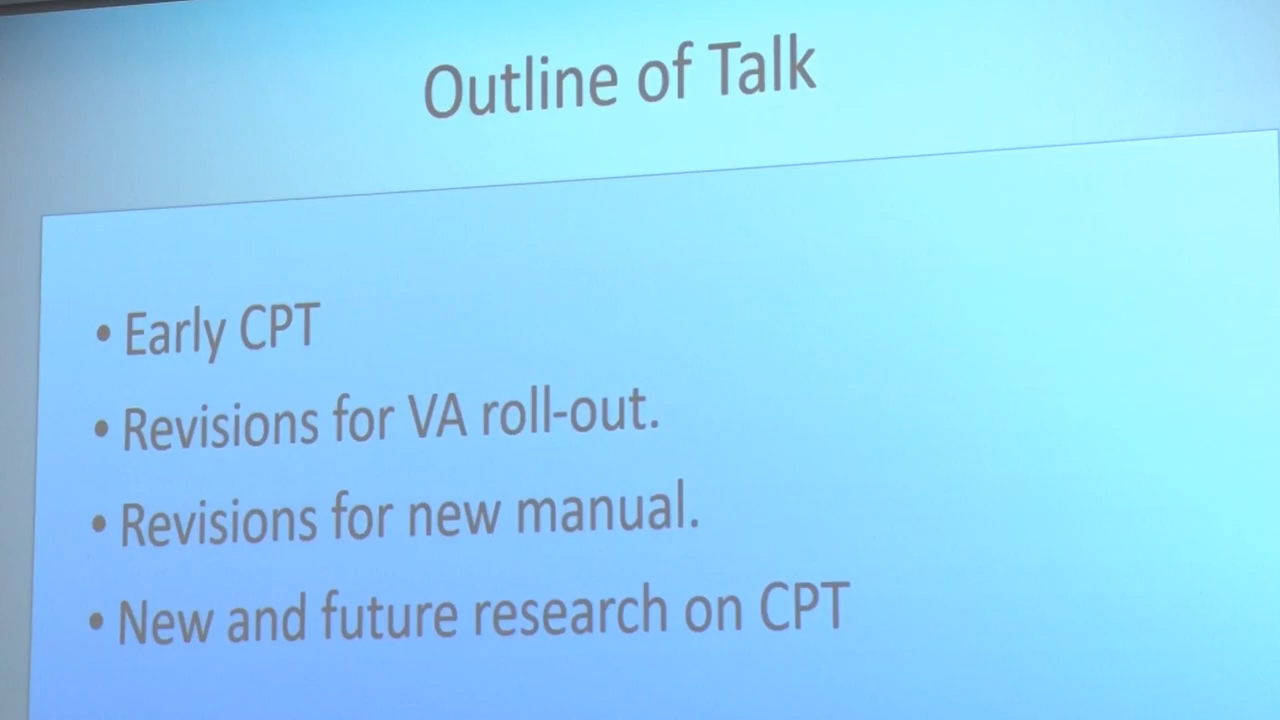 Outline of Talk
• Early CPT
• Revisions for VA roll-out.
• Revisions for new manual.
• New and future research on CPT